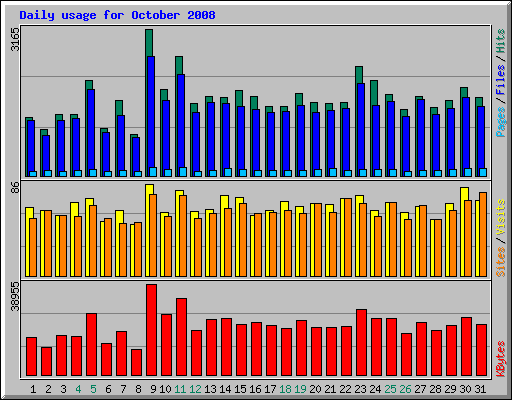 Daily usage for October 2008
3165
86
38955
Pages / Files / Hits
Sites / Visits
KBytes
1 2 3 4 5 6 7 8 9 10 11 12 13 14 15 16 17 18 19 20 21 22 23 24 25 26 27 28 29 30 31